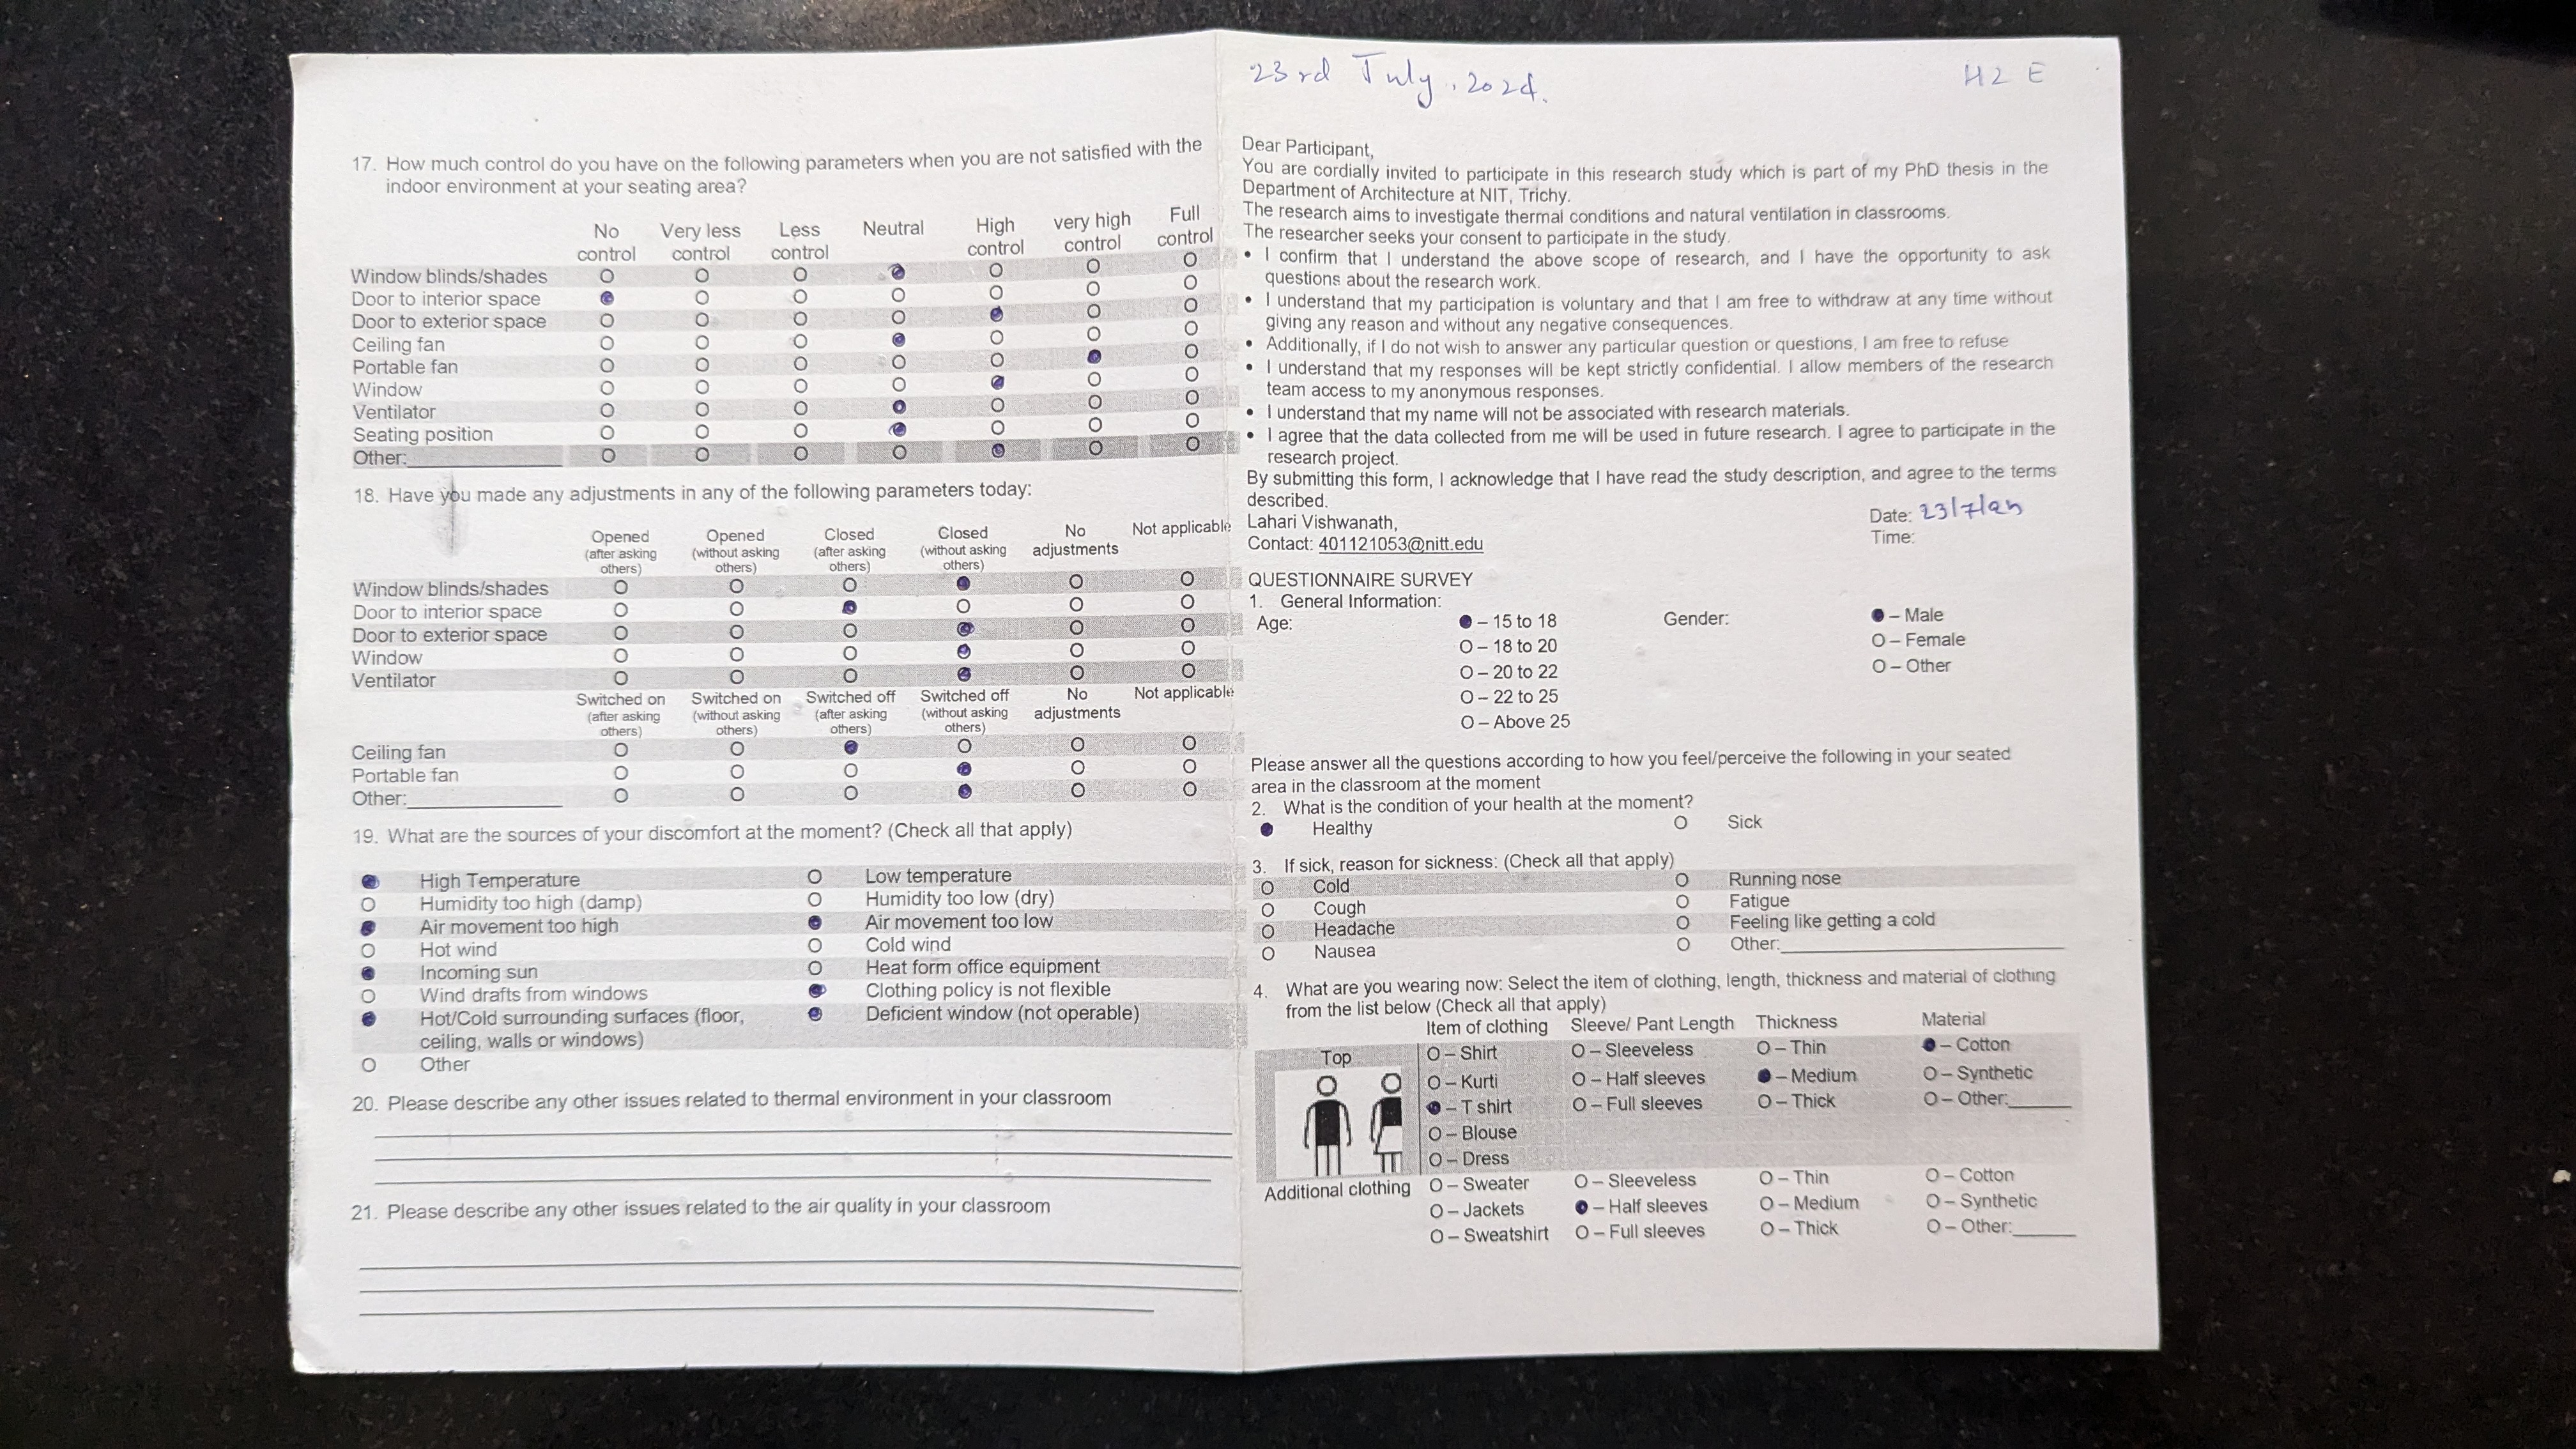 17. How much control do you have on the following parameters when you are not satisfied with the
indoor environment at your seating area?
No control Very less control Less control Neutral High control very high control Full control
Window blinds/shades
Door to interior space
Door to exterior space
Ceiling fan
Portable fan
Window
Ventilator
Seating position
Other:
18. Have you made any adjustments in any of the following parameters today:
Opened (after asking others) Opened (without asking others) Closed (after asking others) Closed (without asking others) No adjustments Not applicable
Window blinds/shades
Door to interior space
Door to exterior space
Window
Ventilator
Switched on (after asking others) Switched on (without asking others) Switched off (after asking others) Switched off (without asking others) No adjustments Not applicable
Ceiling fan
Portable fan
Other:
19. What are the sources of your discomfort at the moment? (Check all that apply)
High Temperature Low temperature
Humidity too high (damp) Humidity too low (dry)
Air movement too high Air movement too low
Hot wind Cold wind
Incoming sun Heat form office equipment
Wind drafts from windows Clothing policy is not flexible
Hot/Cold surrounding surfaces (floor, Deficient window (not operable)
ceiling, walls or windows)
Other
20. Please describe any other issues related to thermal environment in your classroom
21. Please describe any other issues related to the air quality in your classroom
23rd July, 2024.
H2 E
Dear Participant,
You are cordially invited to participate in this research study which is part of my PhD thesis in the
Department of Architecture at NIT, Trichy.
The research aims to investigate thermal conditions and natural ventilation in classrooms.
The researcher seeks your consent to participate in the study.
• I confirm that I understand the above scope of research, and I have the opportunity to ask
questions about the research work.
• I understand that my participation is voluntary and that I am free to withdraw at any time without
giving any reason and without any negative consequences.
• Additionally, if I do not wish to answer any particular question or questions, I am free to refuse
• I understand that my responses will be kept strictly confidential. I allow members of the research
team access to my anonymous responses.
• I understand that my name will not be associated with research materials.
• I agree that the data collected from me will be used in future research. I agree to participate in the
research project.
By submitting this form, I acknowledge that I have read the study description, and agree to the terms
described.
Lahari Vishwanath,
Contact: 401121053@nitt.edu
Date:
Time:
QUESTIONNAIRE SURVEY
1. General Information:
Age: – 15 to 18 Gender: – Male
O – 18 to 20 O – Female
O – 20 to 22 O – Other
O – 22 to 25
O – Above 25
Please answer all the questions according to how you feel/perceive the following in your seated
area in the classroom at the moment
2. What is the condition of your health at the moment?
Healthy Sick
3. If sick, reason for sickness: (Check all that apply)
Cold Running nose
Cough Fatigue
Headache Feeling like getting a cold
Nausea Other:
4. What are you wearing now: Select the item of clothing, length, thickness and material of clothing
from the list below (Check all that apply)
Item of clothing Sleeve/ Pant Length Thickness Material
Top O – Shirt O – Sleeveless O – Thin – Cotton
O – Kurti O – Half sleeves – Medium O – Synthetic
– T shirt O – Full sleeves O – Thick O – Other:
O – Blouse
O – Dress
Additional clothing O – Sweater O – Sleeveless O – Thin O – Cotton
O – Jackets – Half sleeves O – Medium O – Synthetic
O – Sweatshirt O – Full sleeves O – Thick O – Other: